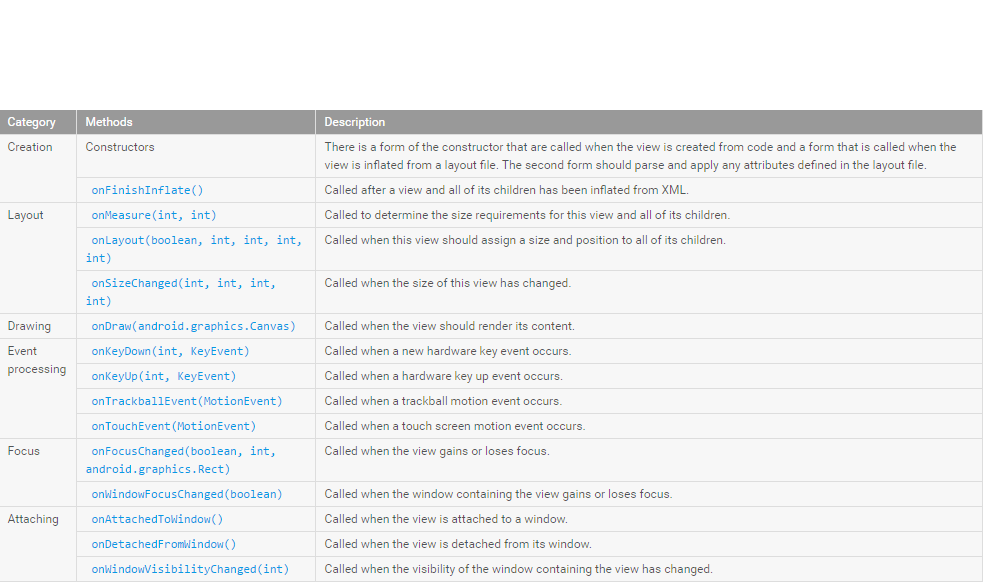 Category Methods Description
Creation Constructors There is a form of the constructor that are called when the view is created from code and a form that is called when the
view is inflated from a layout file. The second form should parse and apply any attributes defined in the layout file.
onFinishInflate() Called after a view and all of its children has been inflated from XML.
Layout onMeasure(int, int) Called to determine the size requirements for this view and all of its children.
onLayout(boolean, int, int, int, Called when this view should assign a size and position to all of its children.
int)
onSizeChanged(int, int, int, Called when the size of this view has changed.
int)
Drawing onDraw(android.graphics.Canvas) Called when the view should render its content.
Event onKeyDown(int, KeyEvent) Called when a new hardware key event occurs.
processing
onKeyUp(int, KeyEvent) Called when a hardware key up event occurs.
onTrackballEvent(MotionEvent) Called when a trackball motion event occurs.
onTouchEvent(MotionEvent) Called when a touch screen motion event occurs.
Focus onFocusChanged(boolean, int, Called when the view gains or loses focus.
android.graphics.Rect)
onWindowFocusChanged(boolean) Called when the window containing the view gains or loses focus.
Attaching onAttachedToWindow() Called when the view is attached to a window.
onDetachedFromWindow() Called when the view is detached from its window.
onWindowVisibilityChanged(int) Called when the visibility of the window containing the view has changed.